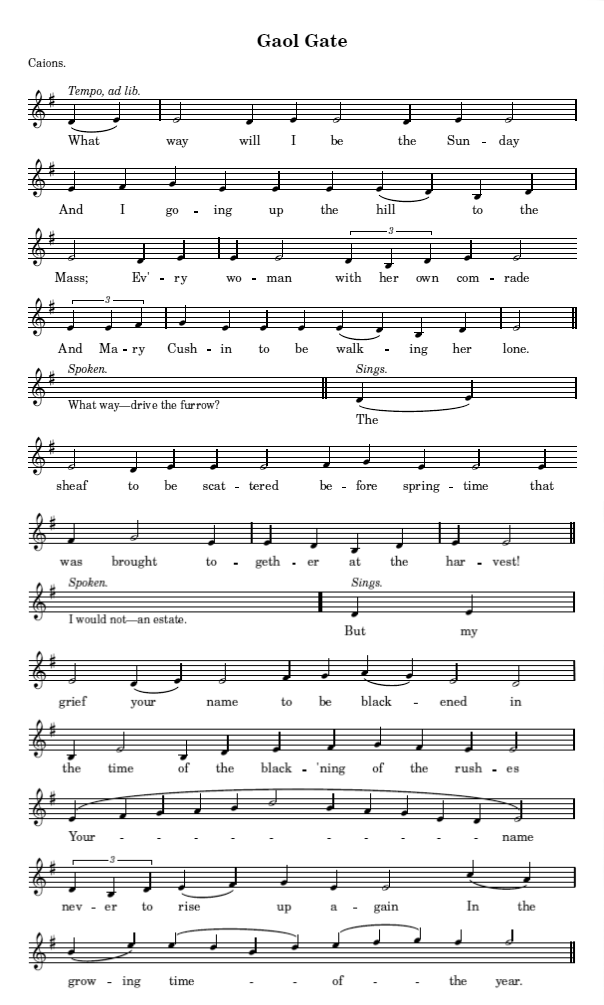 Gaol Gate
Caions.
Tempo, ad lib.
What way will I be the Sun - day
And I go - ing up the hill to the
3
Mass; Ev'- ry wo - man with her own com - rade
3
And Ma - ry Cush - in to be walk - ing her lone.
Spoken. Sings.
What way—drive the furrow?
The
sheaf to be scat - tered be - fore spring - time that
was brought to - geth - er at the har - vest!
Spoken. Sings.
I would not—an estate.
But my
grief your name to be black - ened in
the time of the black - 'ning of the rush - es
Your - - - - - - - - - name
3
nev - er to rise up a - gain In the
grow - ing time - - - of - - the year.